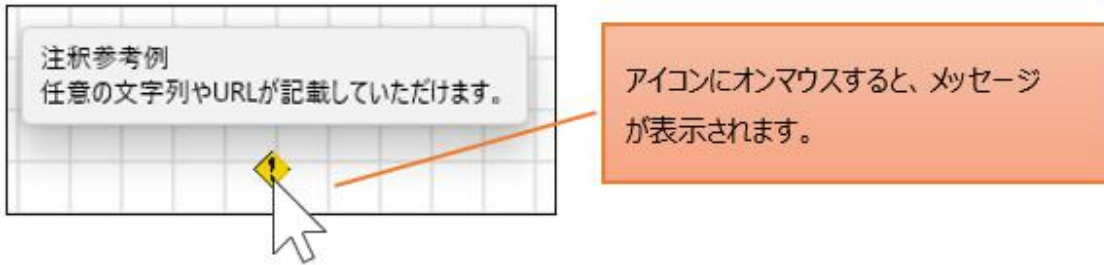 注釈参考例
任意の文字列やURLが記載していただけます。
アイコンにオンマウスすると、メッセージ
が表示されます。